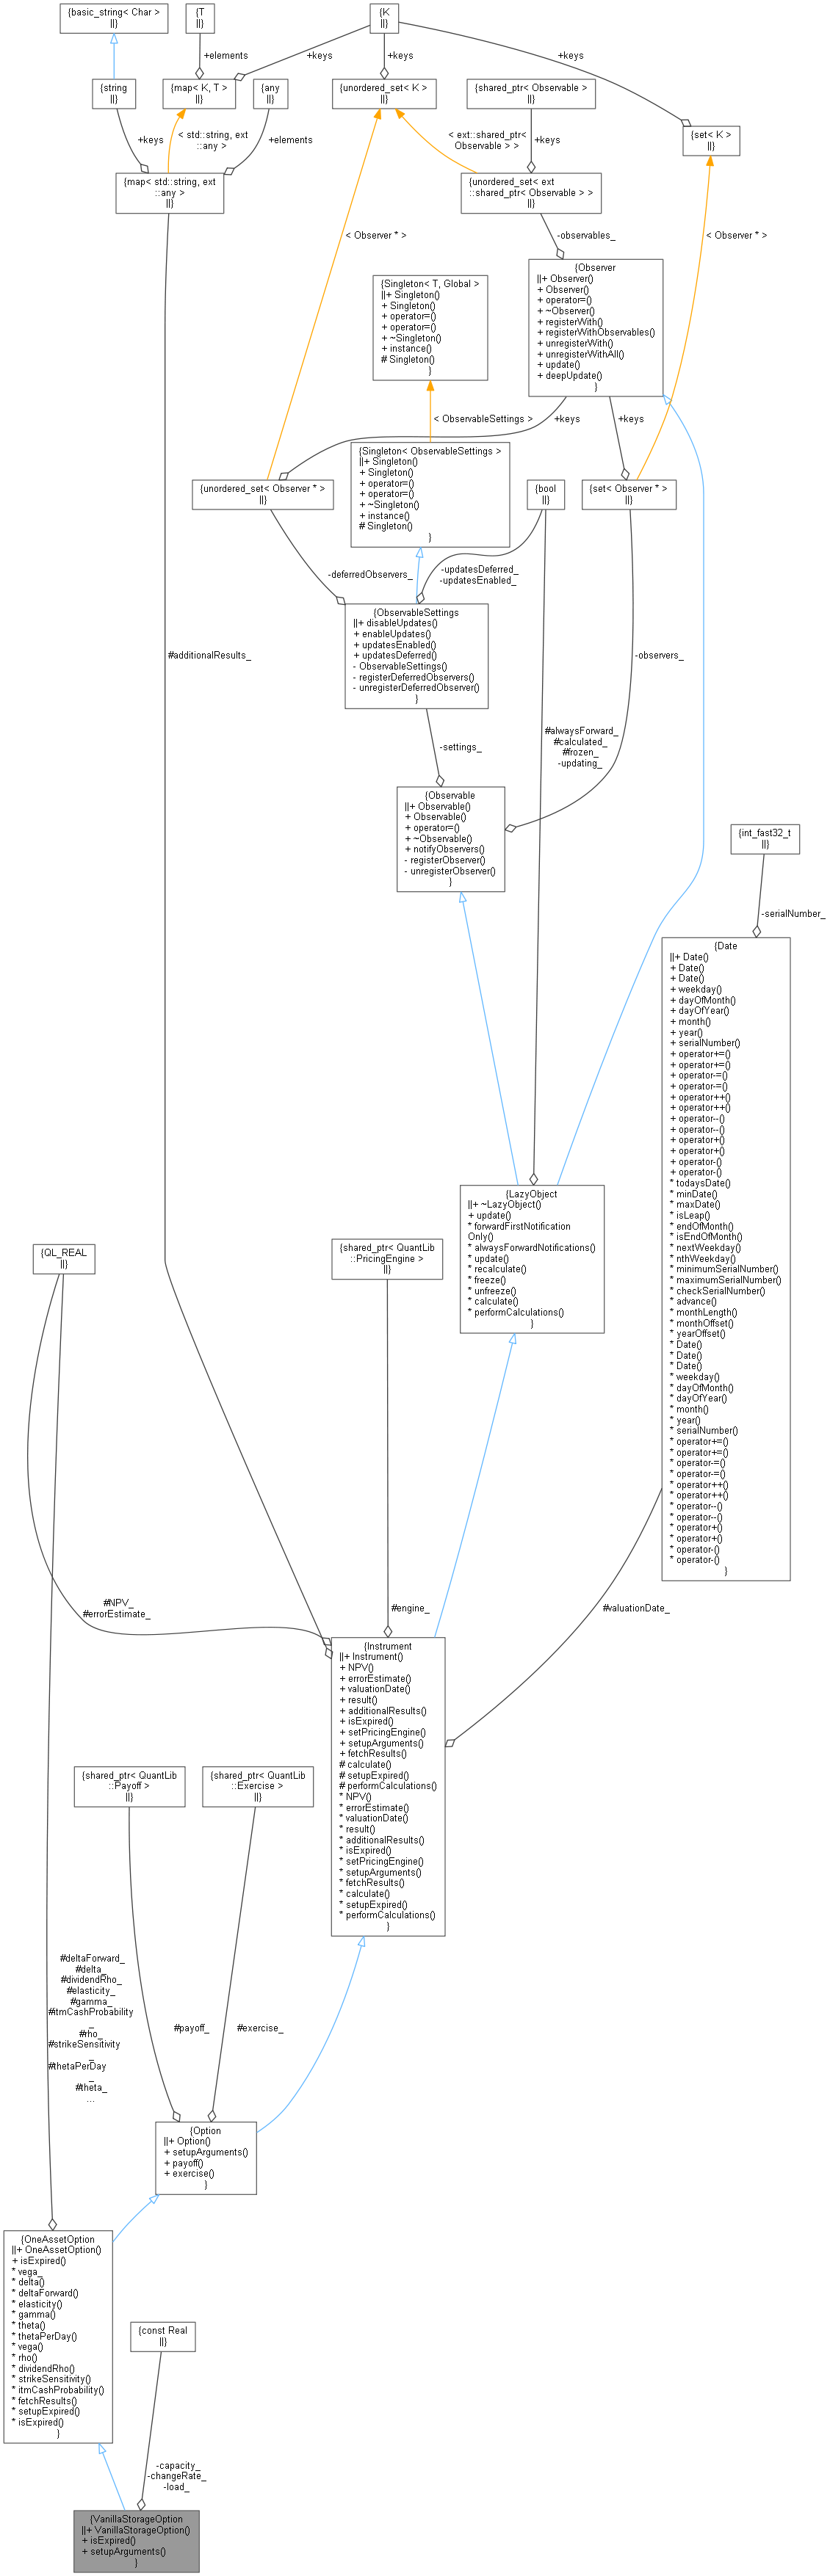 {basic_string< Char >
||}
{T
||}
{K
||}
+elements
+keys
+keys
+keys
{string
||}
{map< K, T >
||}
{any
||}
{unordered_set< K >
||}
{shared_ptr< Observable >
||}
{set< K >
||}
+keys
< std::string, ext
::any >
+elements
< ext::shared_ptr<
Observable > >
+keys
{map< std::string, ext
::any >
||}
{unordered_set< ext
::shared_ptr< Observable > >
||}
< Observer * >
-observables_
< Observer * >
{Observer
||+ Observer()
+ Observer()
+ operator=()
+ ~Observer()
+ registerWith()
+ registerWithObservables()
+ unregisterWith()
+ unregisterWithAll()
+ update()
+ deepUpdate()
}
{Singleton< T, Global >
||+ Singleton()
+ Singleton()
+ operator=()
+ operator=()
+ ~Singleton()
+ instance()
# Singleton()
}
< ObservableSettings >
+keys
+keys
{Singleton< ObservableSettings >
||+ Singleton()
+ Singleton()
+ operator=()
+ operator=()
+ ~Singleton()
+ instance()
# Singleton()
}
{unordered_set< Observer * >
||}
{bool
||}
{set< Observer * >
||}
-deferredObservers_
-updatesDeferred_
-updatesEnabled_
{ObservableSettings
||+ disableUpdates()
+ enableUpdates()
+ updatesEnabled()
+ updatesDeferred()
- ObservableSettings()
- registerDeferredObservers()
- unregisterDeferredObserver()
}
#additionalResults_
-observers_
-settings_
#alwaysForward_
#calculated_
#frozen_
-updating_
{Observable
||+ Observable()
+ Observable()
+ operator=()
+ ~Observable()
+ notifyObservers()
- registerObserver()
- unregisterObserver()
}
{int_fast32_t
||}
-serialNumber_
{Date
||+ Date()
+ Date()
+ Date()
+ weekday()
+ dayOfMonth()
+ dayOfYear()
+ month()
+ year()
+ serialNumber()
+ operator+=()
+ operator+=()
+ operator-=()
+ operator-=()
+ operator++()
+ operator++()
+ operator--()
+ operator--()
+ operator+()
+ operator+()
+ operator-()
+ operator-()
* todaysDate()
* minDate()
* maxDate()
* isLeap()
* endOfMonth()
* isEndOfMonth()
* nextWeekday()
* nthWeekday()
* minimumSerialNumber()
* maximumSerialNumber()
* checkSerialNumber()
* advance()
* monthLength()
* monthOffset()
* yearOffset()
* Date()
* Date()
* Date()
* weekday()
* dayOfMonth()
* dayOfYear()
* month()
* year()
* serialNumber()
* operator+=()
* operator+=()
* operator-=()
* operator-=()
* operator++()
* operator++()
* operator--()
* operator--()
* operator+()
* operator+()
* operator-()
* operator-()
}
{LazyObject
||+ ~LazyObject()
+ update()
* forwardFirstNotification
Only()
* alwaysForwardNotifications()
* update()
* recalculate()
* freeze()
* unfreeze()
* calculate()
* performCalculations()
}
{QL_REAL
||}
{shared_ptr< QuantLib
::PricingEngine >
||}
#NPV_
#errorEstimate_
#engine_
#valuationDate_
{Instrument
||+ Instrument()
+ NPV()
+ errorEstimate()
+ valuationDate()
+ result()
+ additionalResults()
+ isExpired()
+ setPricingEngine()
+ setupArguments()
+ fetchResults()
# calculate()
# setupExpired()
# performCalculations()
* NPV()
* errorEstimate()
* valuationDate()
* result()
* additionalResults()
* isExpired()
* setPricingEngine()
* setupArguments()
* fetchResults()
* calculate()
* setupExpired()
* performCalculations()
}
{shared_ptr< QuantLib
::Payoff >
||}
{shared_ptr< QuantLib
::Exercise >
||}
#deltaForward_
#delta_
#dividendRho_
#elasticity_
#gamma_
#itmCashProbability
_
#rho_
#strikeSensitivity
_
#thetaPerDay
_
#theta_
...
#payoff_
#exercise_
{Option
||+ Option()
+ setupArguments()
+ payoff()
+ exercise()
}
{OneAssetOption
||+ OneAssetOption()
+ isExpired()
* vega_
* delta()
* deltaForward()
* elasticity()
* gamma()
* theta()
* thetaPerDay()
* vega()
* rho()
* dividendRho()
* strikeSensitivity()
* itmCashProbability()
* fetchResults()
* setupExpired()
* isExpired()
}
{const Real
||}
-capacity_
-changeRate_
-load_
{VanillaStorageOption
||+ VanillaStorageOption()
+ isExpired()
+ setupArguments()
}